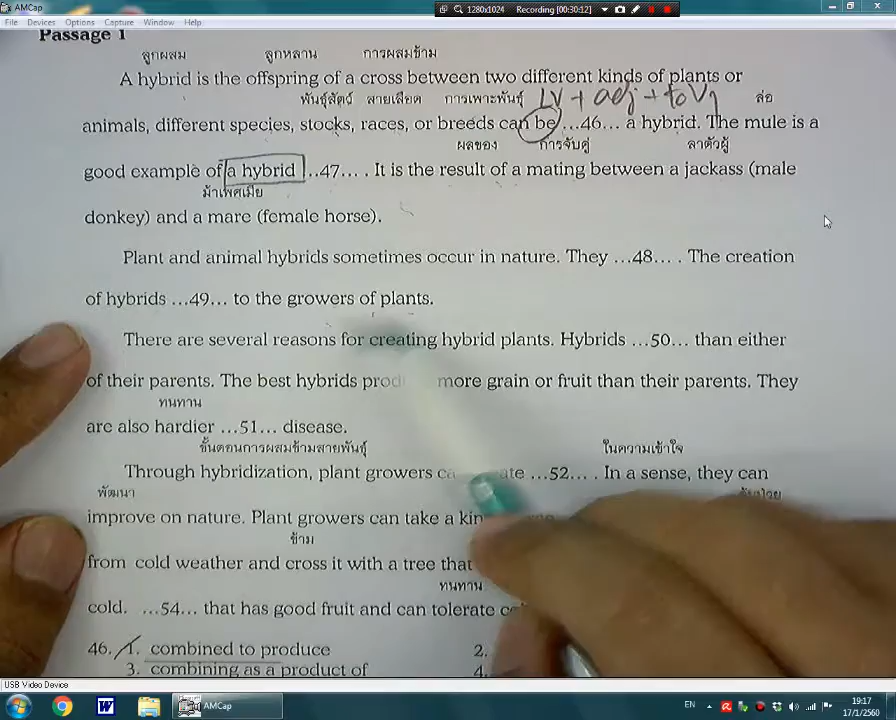 AMCap
1280x1024 Recording [00:30:12]
File Devices Options Capture Window Help
Passage 1
ลูกผสม ลูกหลาน การผสมข้าม
A hybrid is the offspring of a cross between two different kinds of plants or
พันธุ์สัตว์ สายเลือด การเพาะพันธุ์ LV + adj + to V1 ล่อ
animals, different species, stocks, races, or breeds can be ...46... a hybrid. The mule is a
ผลของ การจับคู่ ลาตัวผู้
good example of a hybrid ...47... . It is the result of a mating between a jackass (male
ม้าเพศเมีย
donkey) and a mare (female horse).
Plant and animal hybrids sometimes occur in nature. They ...48... . The creation
of hybrids ...49... to the growers of plants.
There are several reasons for creating hybrid plants. Hybrids ...50... than either
of their parents. The best hybrids more grain or fruit than their parents. They
ทนทาน
are also hardier ...51... disease.
ขั้นตอนการผสมข้ามสายพันธุ์ ในความเข้าใจ
Through hybridization, plant growers ...52... . In a sense, they can
พัฒนา
improve on nature. Plant growers can take a
ข้าม
from cold weather and cross it with a tree that
ทนทาน
cold. ...54... that has good fruit and can tolerate
46. 1. combined to produce 2.
3. combining as a product of 4.
USB Video Device
AMCap EN 19:17
17/1/2560